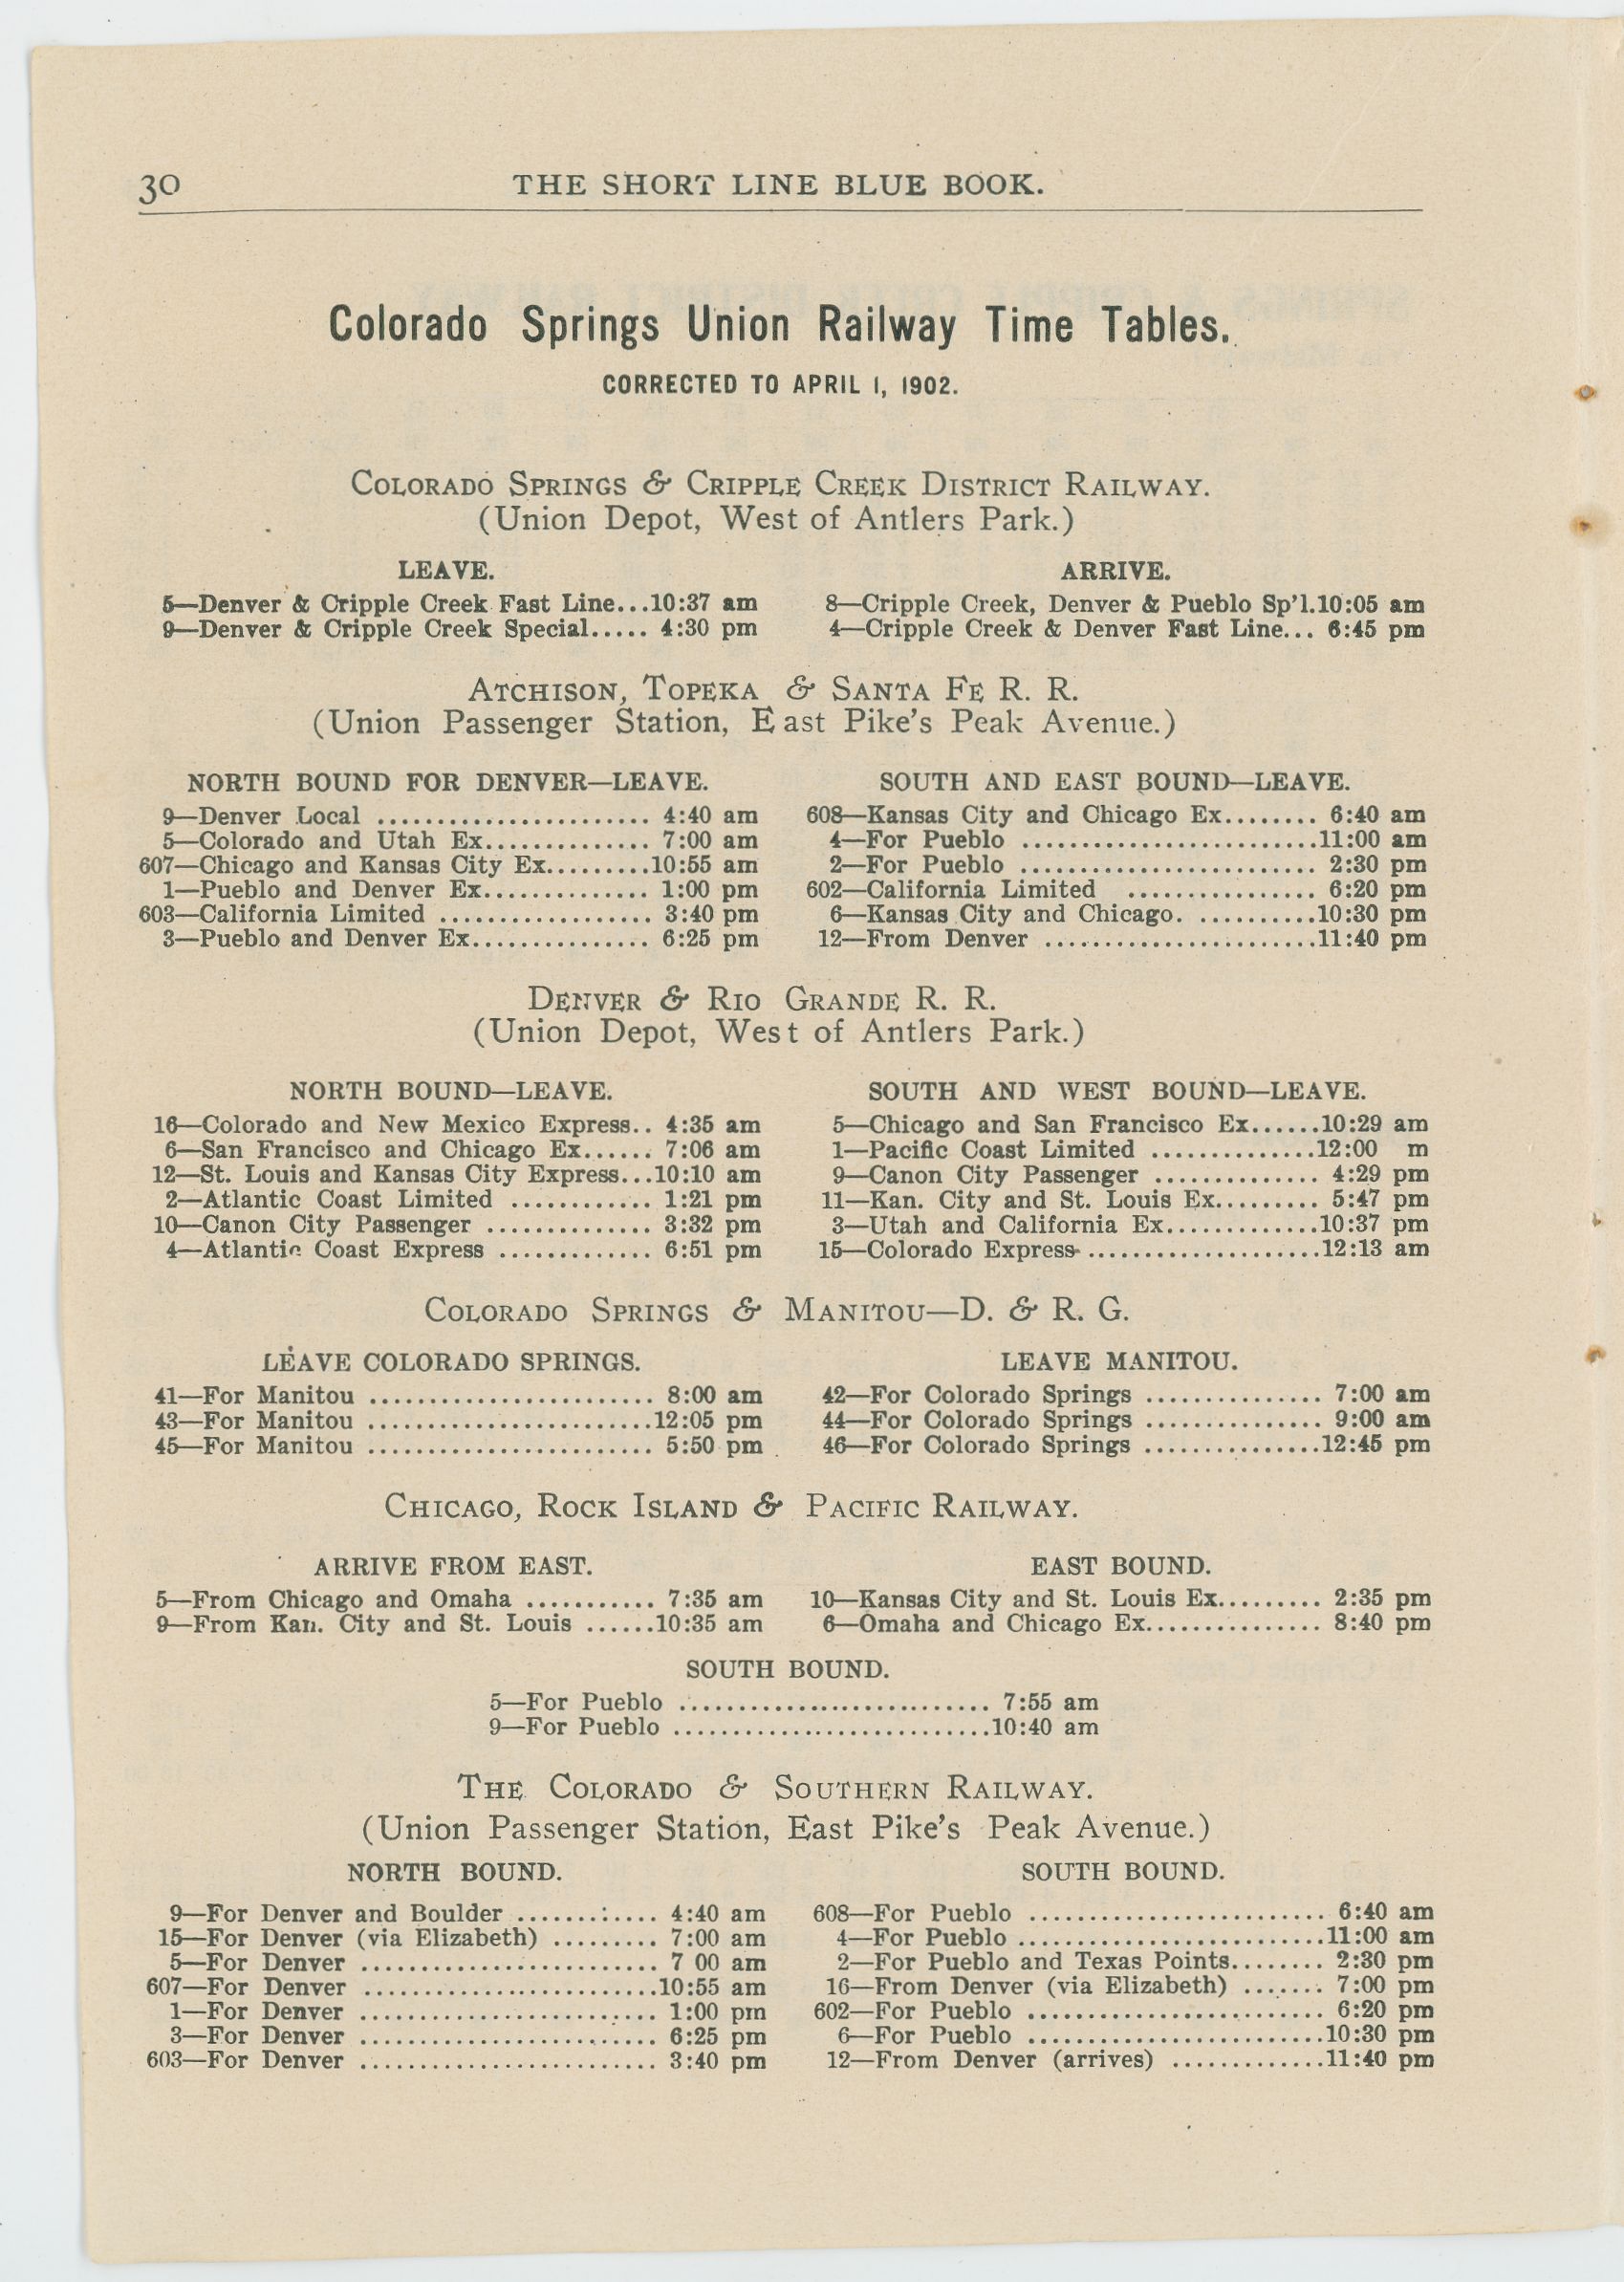 30 THE SHORT LINE BLUE BOOK.
Colorado Springs Union Railway Time Tables.
CORRECTED TO APRIL 1, 1902.
COLORADO SPRINGS & CRIPPLE CREEK DISTRICT RAILWAY.
(Union Depot, West of Antlers Park.)
LEAVE.
5—Denver & Cripple Creek Fast Line...10:37 am
9—Denver & Cripple Creek Special..... 4:30 pm
ARRIVE.
8—Cripple Creek, Denver & Pueblo Sp'l.10:05 am
4—Cripple Creek & Denver Fast Line... 6:45 pm
ATCHISON, TOPEKA & SANTA FE R. R.
(Union Passenger Station, East Pike's Peak Avenue.)
NORTH BOUND FOR DENVER—LEAVE.
9—Denver Local ....................... 4:40 am
5—Colorado and Utah Ex.............. 7:00 am
607—Chicago and Kansas City Ex.........10:55 am
1—Pueblo and Denver Ex.............. 1:00 pm
603—California Limited .................. 3:40 pm
3—Pueblo and Denver Ex............... 6:25 pm
SOUTH AND EAST BOUND—LEAVE.
608—Kansas City and Chicago Ex........ 6:40 am
4—For Pueblo .........................11:00 am
2—For Pueblo ......................... 2:30 pm
602—California Limited ................ 6:20 pm
6—Kansas City and Chicago. ..........10:30 pm
12—From Denver .......................11:40 pm
DENVER & RIO GRANDE R. R.
(Union Depot, West of Antlers Park.)
NORTH BOUND—LEAVE.
16—Colorado and New Mexico Express.. 4:35 am
6—San Francisco and Chicago Ex...... 7:06 am
12—St. Louis and Kansas City Express...10:10 am
2—Atlantic Coast Limited ............ 1:21 pm
10—Canon City Passenger .............. 3:32 pm
4—Atlantic Coast Express ............. 6:51 pm
SOUTH AND WEST BOUND—LEAVE.
5—Chicago and San Francisco Ex......10:29 am
1—Pacific Coast Limited ..............12:00 m
9—Canon City Passenger .............. 4:29 pm
11—Kan. City and St. Louis Ex......... 5:47 pm
3—Utah and California Ex.............10:37 pm
15—Colorado Express....................12:13 am
COLORADO SPRINGS & MANITOU—D. & R. G.
LEAVE COLORADO SPRINGS.
41—For Manitou ........................ 8:00 am
43—For Manitou ........................12:05 pm
45—For Manitou ........................ 5:50 pm
LEAVE MANITOU.
42—For Colorado Springs ............... 7:00 am
44—For Colorado Springs ............... 9:00 am
46—For Colorado Springs ...............12:45 pm
CHICAGO, ROCK ISLAND & PACIFIC RAILWAY.
ARRIVE FROM EAST.
5—From Chicago and Omaha ........... 7:35 am
9—From Kan. City and St. Louis ......10:35 am
EAST BOUND.
10—Kansas City and St. Louis Ex......... 2:35 pm
6—Omaha and Chicago Ex............... 8:40 pm
SOUTH BOUND.
5—For Pueblo .......................... 7:55 am
9—For Pueblo ...........................10:40 am
THE COLORADO & SOUTHERN RAILWAY.
(Union Passenger Station, East Pike's Peak Avenue.)
NORTH BOUND.
9—For Denver and Boulder ............ 4:40 am
15—For Denver (via Elizabeth) ......... 7:00 am
5—For Denver ......................... 7 00 am
607—For Denver .........................10:55 am
1—For Denver ......................... 1:00 pm
3—For Denver ......................... 6:25 pm
603—For Denver ......................... 3:40 pm
SOUTH BOUND.
608—For Pueblo ......................... 6:40 am
4—For Pueblo ..........................11:00 am
2—For Pueblo and Texas Points........ 2:30 pm
16—From Denver (via Elizabeth) ....... 7:00 pm
602—For Pueblo ......................... 6:20 pm
6—For Pueblo .........................10:30 pm
12—From Denver (arrives) .............11:40 pm